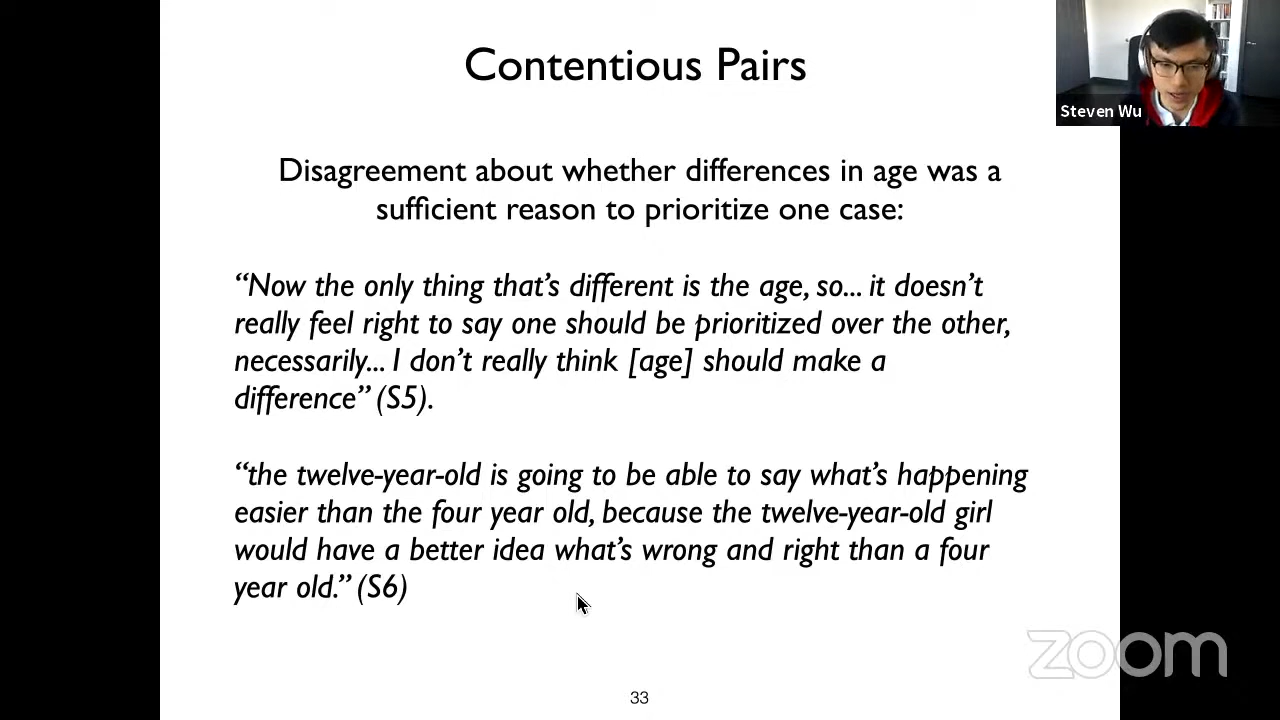 Contentious Pairs
Steven Wu
Disagreement about whether differences in age was a
sufficient reason to prioritize one case:
“Now the only thing that’s different is the age, so... it doesn’t
really feel right to say one should be prioritized over the other,
necessarily... I don’t really think [age] should make a
difference” (S5).
“the twelve-year-old is going to be able to say what’s happening
easier than the four year old, because the twelve-year-old girl
would have a better idea what’s wrong and right than a four
year old.” (S6)
zoom
33